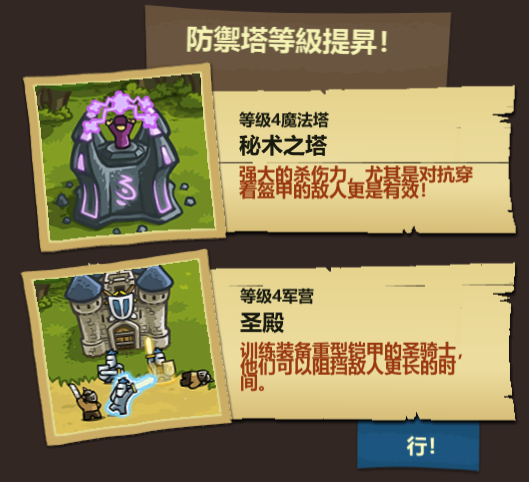 防禦塔等級提昇！
等级4魔法塔
秘术之塔
强大的杀伤力，尤其是对抗穿
着盔甲的敌人更是有效！
等级4军营
圣殿
训练装备重型铠甲的圣骑士，
他们可以阻挡敌人更长的时
间。
行！